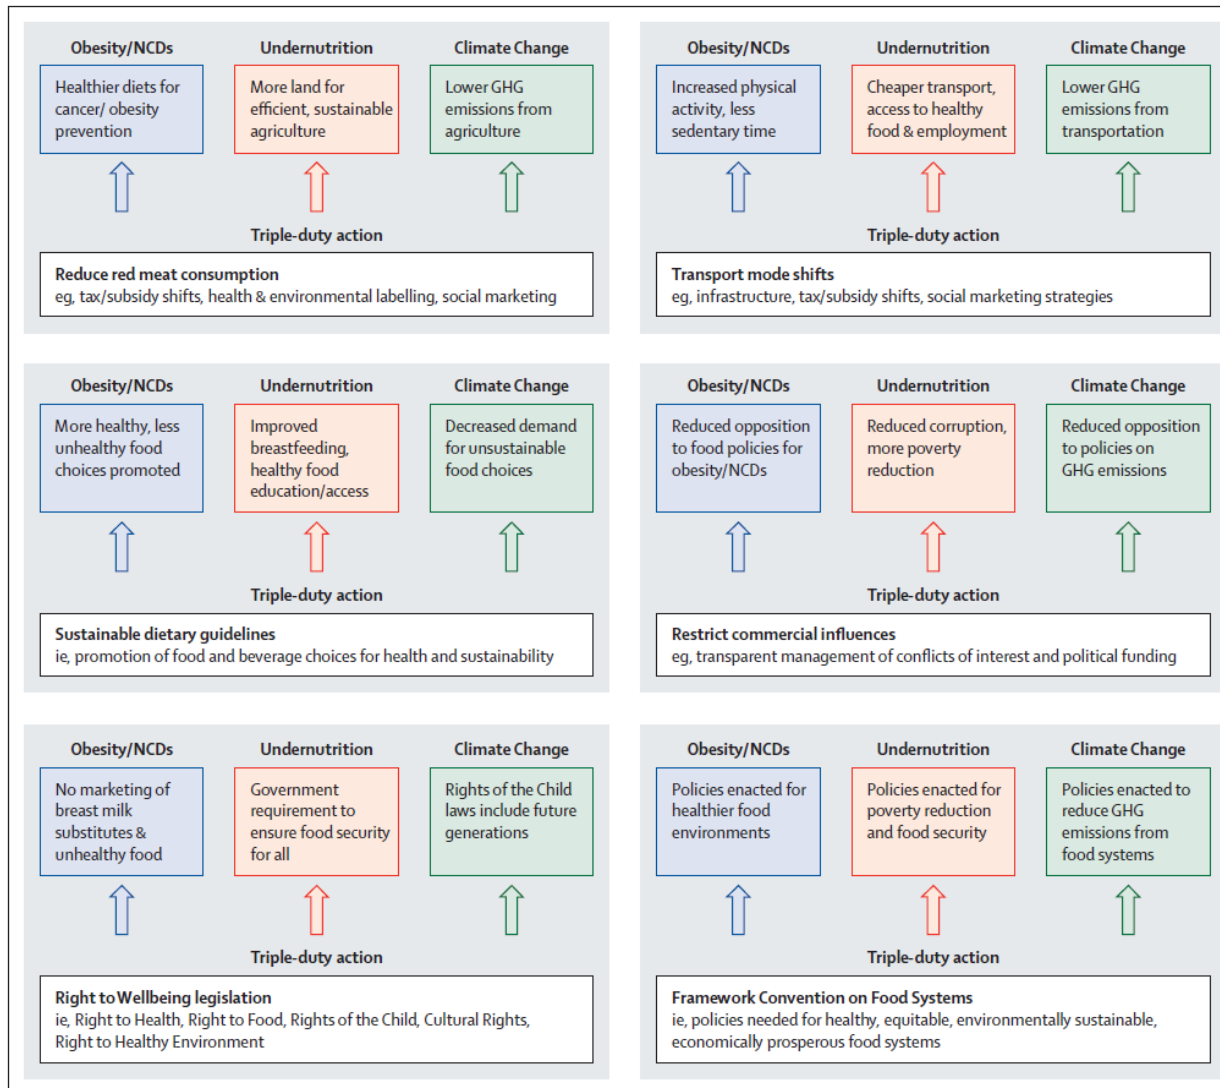 Obesity/NCDs
Undernutrition
Climate Change
Healthier diets for
cancer/ obesity
prevention
More land for
efficient, sustainable
agriculture
Lower GHG
emissions from
agriculture
Triple-duty action
Reduce red meat consumption
eg, tax/subsidy shifts, health & environmental labelling, social marketing
Obesity/NCDs
Undernutrition
Climate Change
Increased physical
activity, less
sedentary time
Cheaper transport,
access to healthy
food & employment
Lower GHG
emissions from
transportation
Triple-duty action
Transport mode shifts
eg, infrastructure, tax/subsidy shifts, social marketing strategies
Obesity/NCDs
Undernutrition
Climate Change
More healthy, less
unhealthy food
choices promoted
Improved
breastfeeding,
healthy food
education/access
Decreased demand
for unsustainable
food choices
Triple-duty action
Sustainable dietary guidelines
ie, promotion of food and beverage choices for health and sustainability
Obesity/NCDs
Undernutrition
Climate Change
Reduced opposition
to food policies for
obesity/NCDs
Reduced corruption,
more poverty
reduction
Reduced opposition
to policies on
GHG emissions
Triple-duty action
Restrict commercial influences
eg, transparent management of conflicts of interest and political funding
Obesity/NCDs
Undernutrition
Climate Change
No marketing of
breast milk
substitutes &
unhealthy food
Government
requirement to
ensure food security
for all
Rights of the Child
laws include future
generations
Triple-duty action
Right to Wellbeing legislation
ie, Right to Health, Right to Food, Rights of the Child, Cultural Rights,
Right to Healthy Environment
Obesity/NCDs
Undernutrition
Climate Change
Policies enacted for
healthier food
environments
Policies enacted for
poverty reduction
and food security
Policies enacted to
reduce GHG
emissions from
food systems
Triple-duty action
Framework Convention on Food Systems
ie, policies needed for healthy, equitable, environmentally sustainable,
economically prosperous food systems